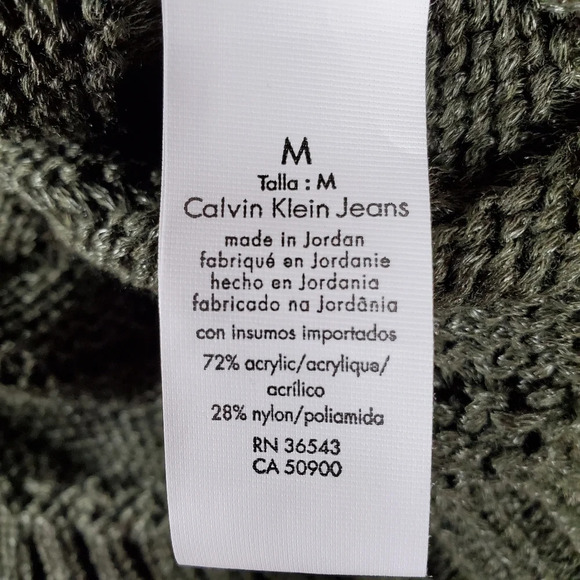 M
Talla : M
Calvin Klein Jeans
made in Jordan
fabriqué en Jordanie
hecho en Jordania
fabricado na Jordânia
con insumos importados
72% acrylic/acrylique/
acrílico
28% nylon/poliamida
RN 36543
CA 50900